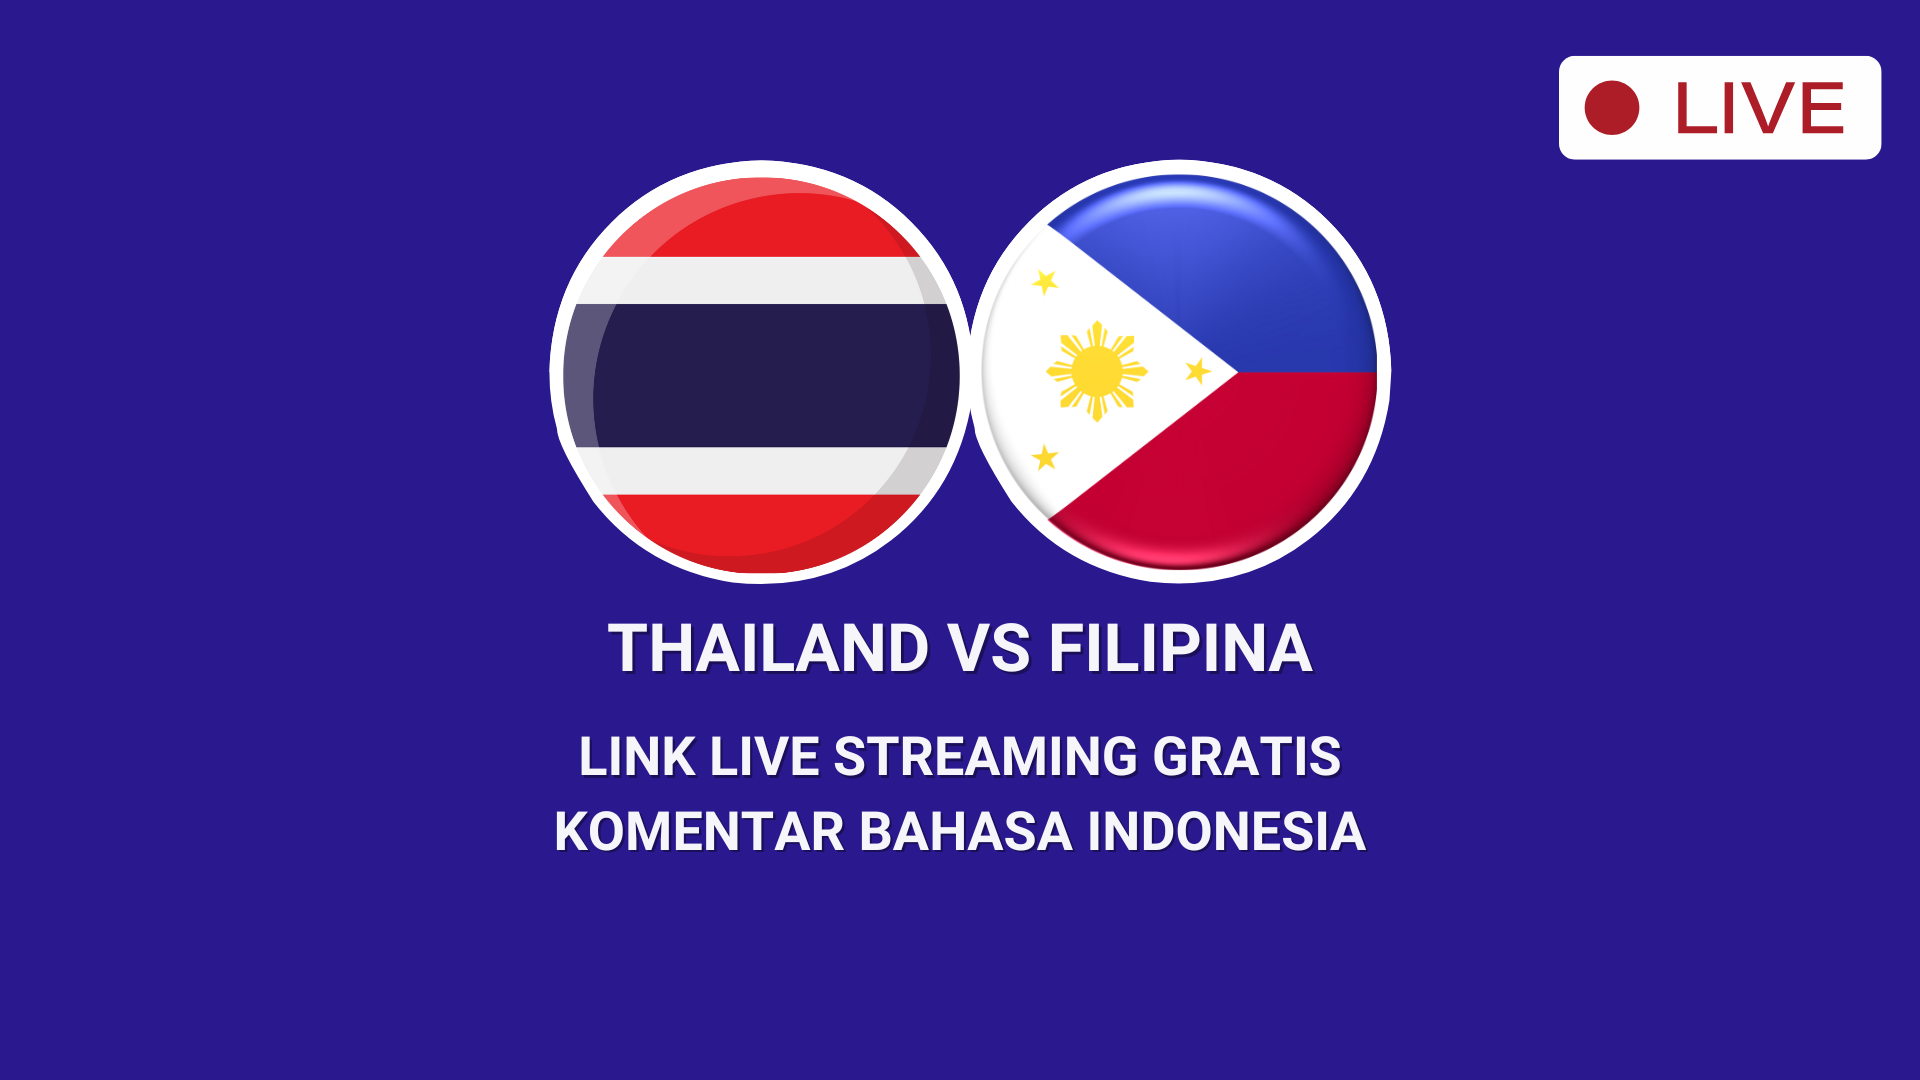 LIVE
THAILAND VS FILIPINA
LINK LIVE STREAMING GRATIS
KOMENTAR BAHASA INDONESIA